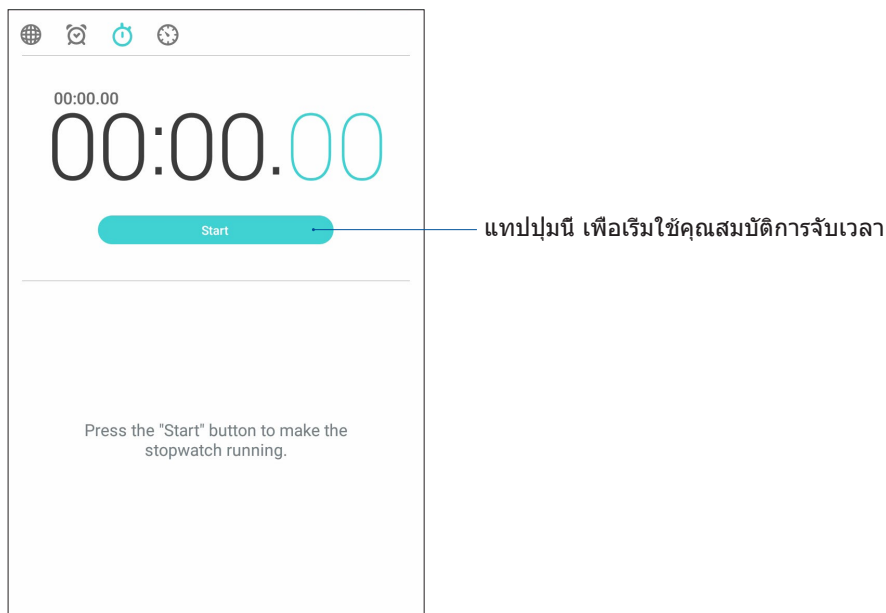 00:00.00
00:00.00
Start
แทปปุ่มนี้ เพื่อเริ่มใช้คุณสมบัติการจับเวลา
Press the "Start" button to make the
stopwatch running.